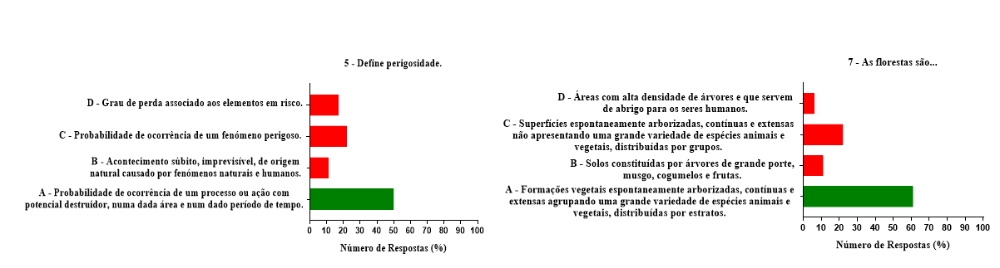 5 - Define perigosidade.
D - Grau de perda associado aos elementos em risco.
C - Probabilidade de ocorrência de um fenómeno perigoso.
B - Acontecimento súbito, imprevisível, de origem
natural causado por fenómenos naturais e humanos.
A - Probabilidade de ocorrência de um processo ou ação com
potencial destruidor, numa dada área e num dado período de tempo.
0 10 20 30 40 50 60 70 80 90 100
Número de Respostas (%)
7 - As florestas são...
D - Áreas com alta densidade de árvores e que servem
de abrigo para os seres humanos.
C - Superfícies espontaneamente arborizadas, contínuas e extensas
não apresentando uma grande variedade de espécies animais e
vegetais, distribuídas por grupos.
B - Solos constituídas por árvores de grande porte,
musgo, cogumelos e frutas.
A - Formações vegetais espontaneamente arborizadas, contínuas e
extensas agrupando uma grande variedade de espécies animais e
vegetais, distribuídas por estratos.
0 10 20 30 40 50 60 70 80 90 100
Número de Respostas (%)